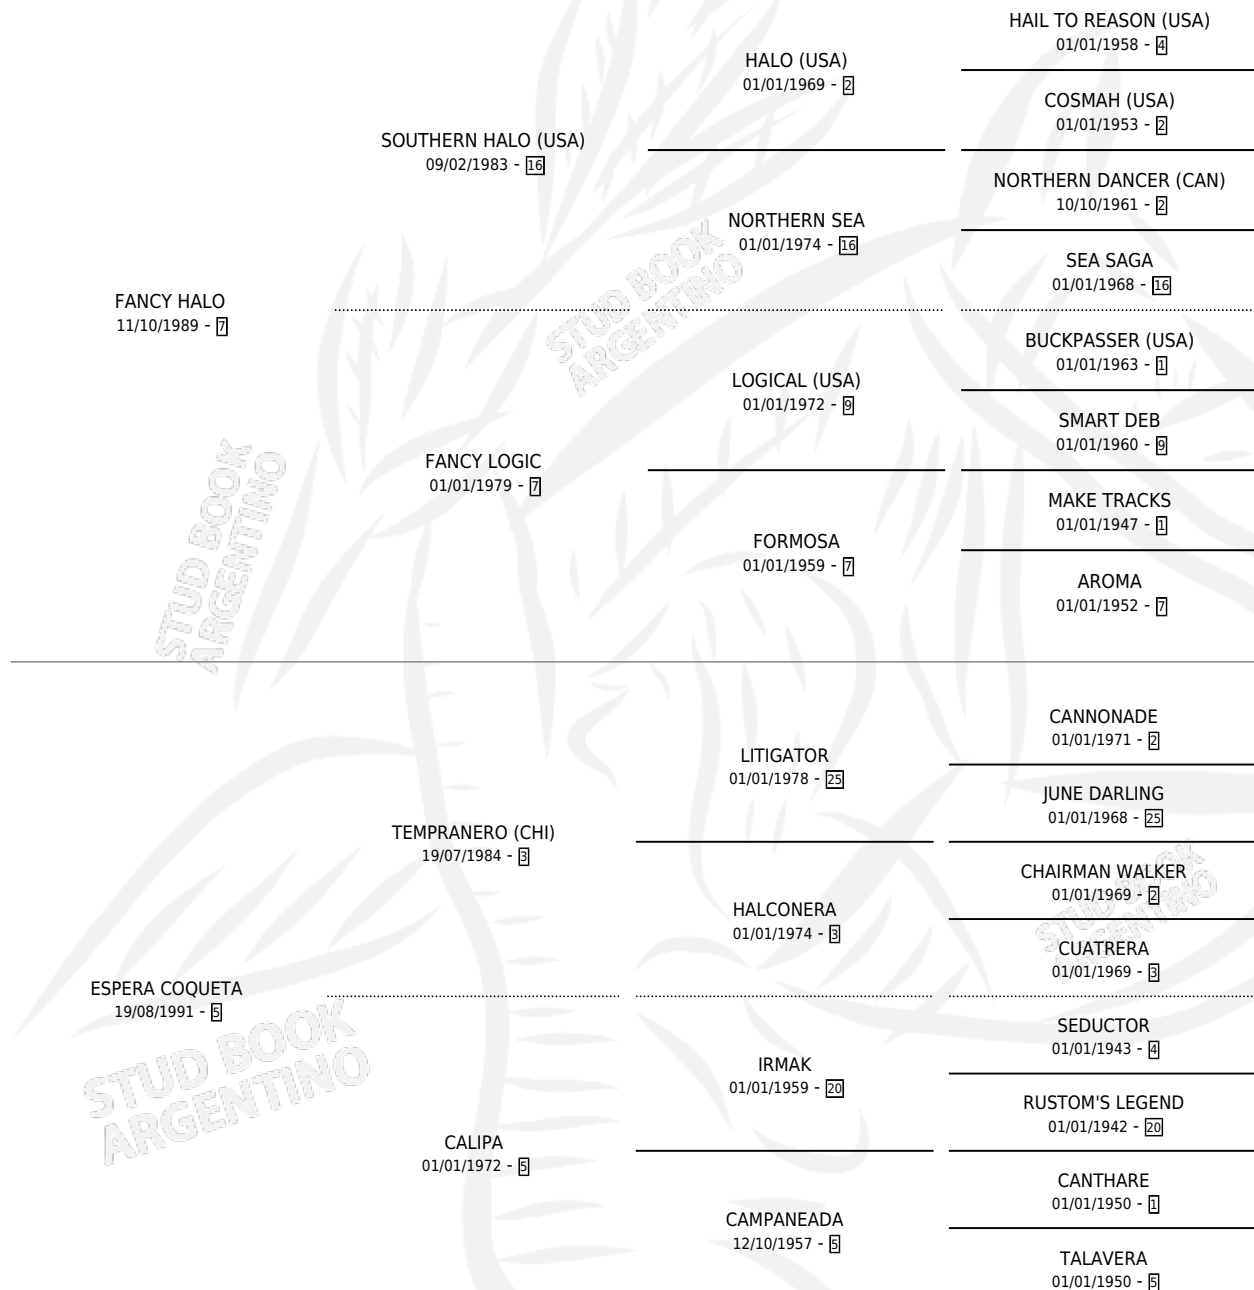 HAIL TO REASON (USA)
01/01/1958 - 4
HALO (USA)
01/01/1969 - 2
COSMAH (USA)
01/01/1953 - 2
SOUTHERN HALO (USA)
09/02/1983 - 16
NORTHERN DANCER (CAN)
10/10/1961 - 2
NORTHERN SEA
01/01/1974 - 16
SEA SAGA
01/01/1968 - 16
FANCY HALO
11/10/1989 - 7
STUD BOOK
ARGENTINO
BUCKPASSER (USA)
01/01/1963 - 1
LOGICAL (USA)
01/01/1972 - 9
SMART DEB
01/01/1960 - 9
FANCY LOGIC
01/01/1979 - 7
MAKE TRACKS
01/01/1947 - 1
FORMOSA
01/01/1959 - 7
AROMA
01/01/1952 - 7
STUD BOOK
ARGENTINO
CANNONADE
01/01/1971 - 2
LITIGATOR
01/01/1978 - 25
JUNE DARLING
01/01/1968 - 25
TEMPRANERO (CHI)
19/07/1984 - 3
CHAIRMAN WALKER
01/01/1969 - 2
HALCONERA
01/01/1974 - 3
CUATRERA
01/01/1969 - 3
STUD BOOK
ARGENTINO
ESPERA COQUETA
19/08/1991 - 5
SEDUCTOR
01/01/1943 - 4
IRMAK
01/01/1959 - 20
RUSTOM'S LEGEND
01/01/1942 - 20
STUD BOOK
ARGENTINO
CALIPA
01/01/1972 - 5
CANTHARE
01/01/1950 - 1
CAMPANEADA
12/10/1957 - 5
TALAVERA
01/01/1950 - 5